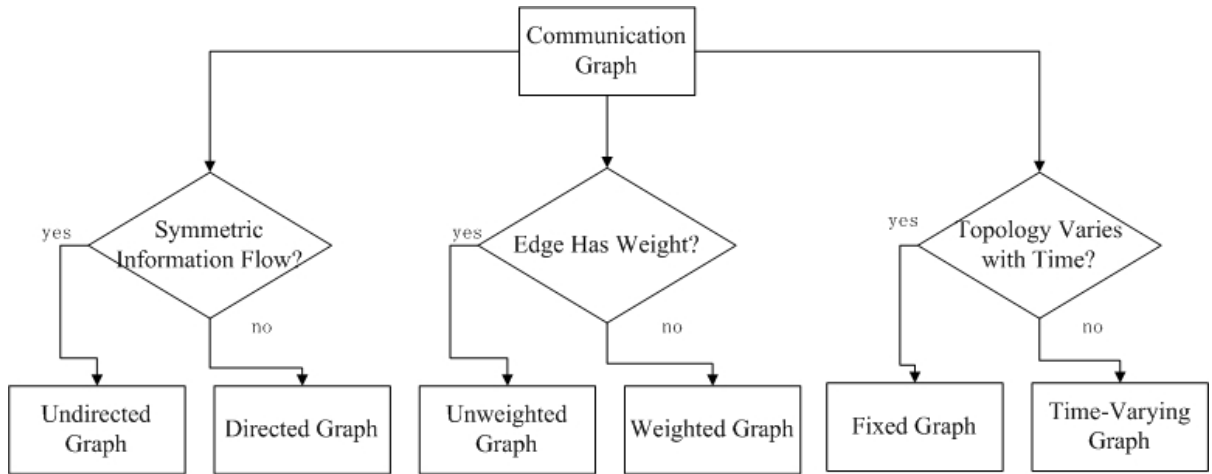 Communication
Graph
yes
Symmetric
Information Flow?
no
yes
Edge Has Weight?
no
yes
Topology Varies
with Time?
no
Undirected
Graph
Directed Graph
Unweighted
Graph
Weighted Graph
Fixed Graph
Time-Varying
Graph